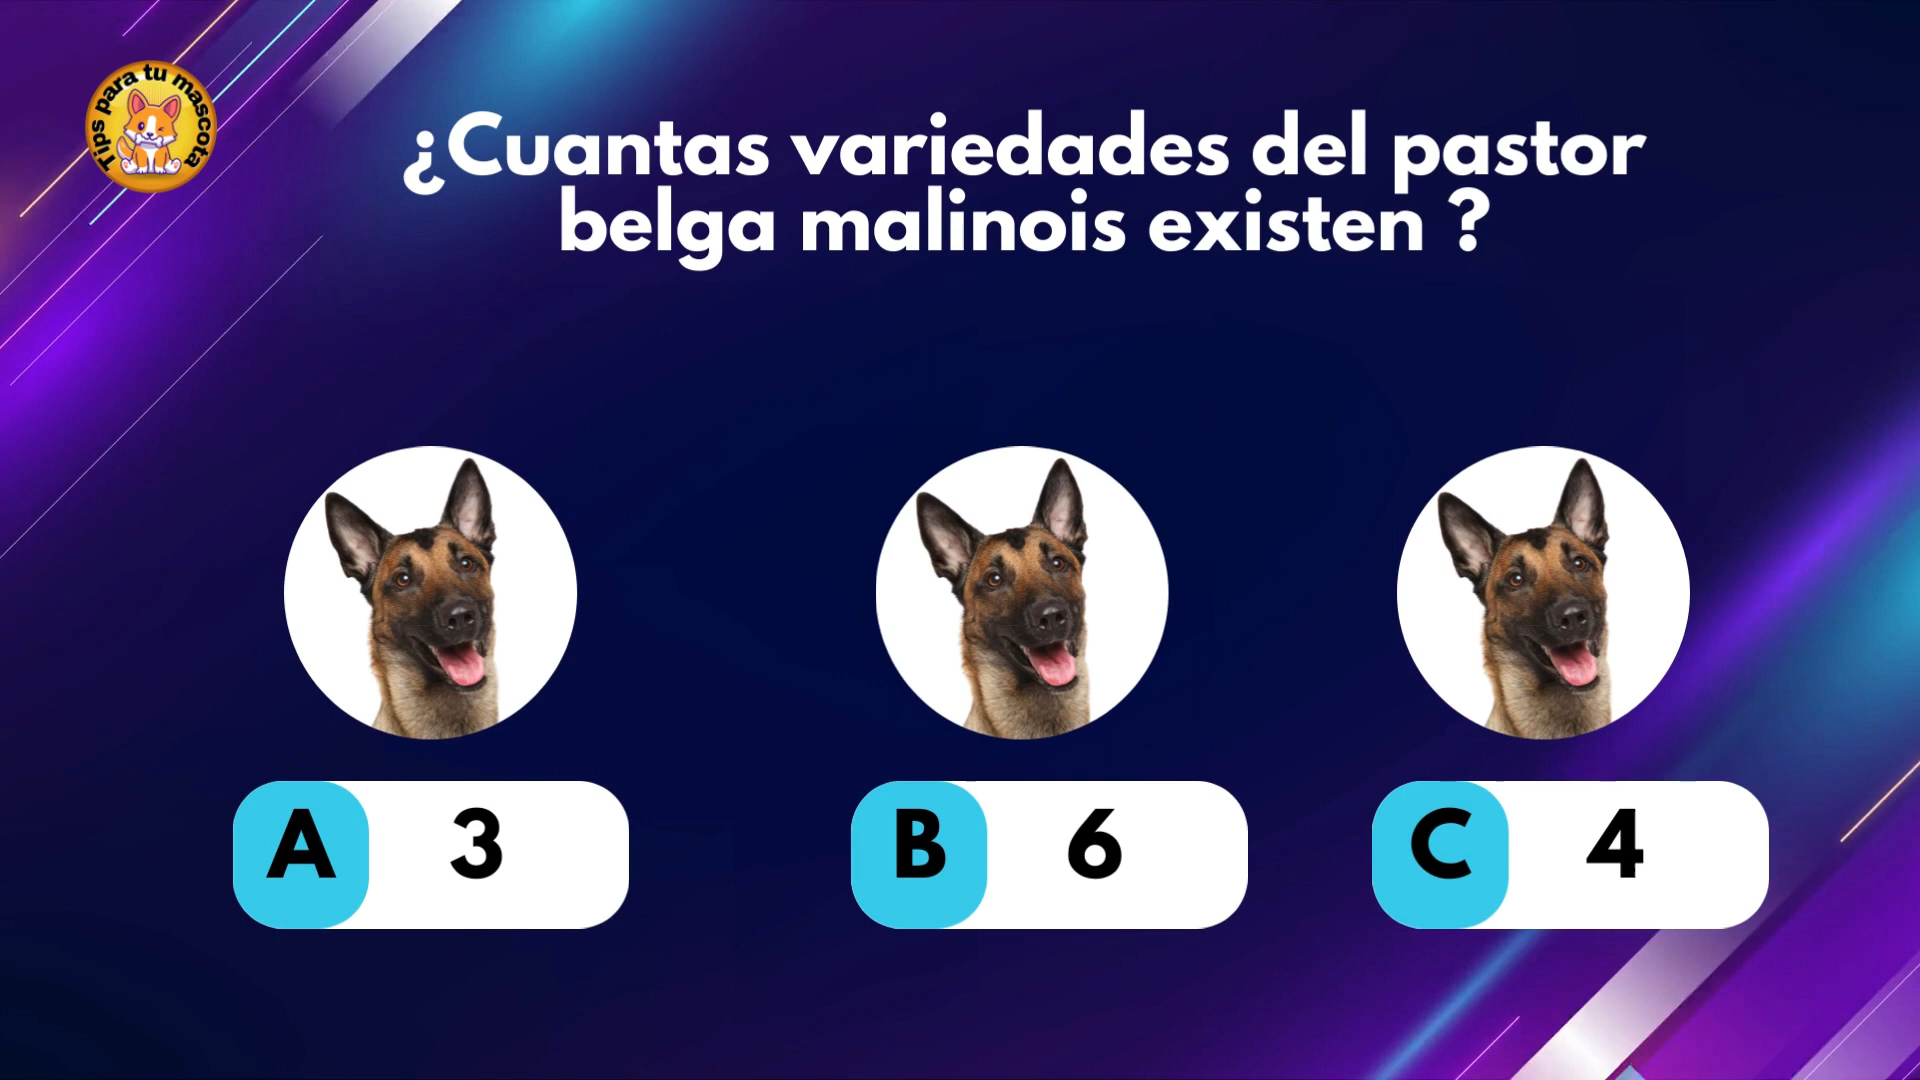 Tips para tu mascota
¿Cuantas variedades del pastor
belga malinois existen ?
A 3
B 6
C 4